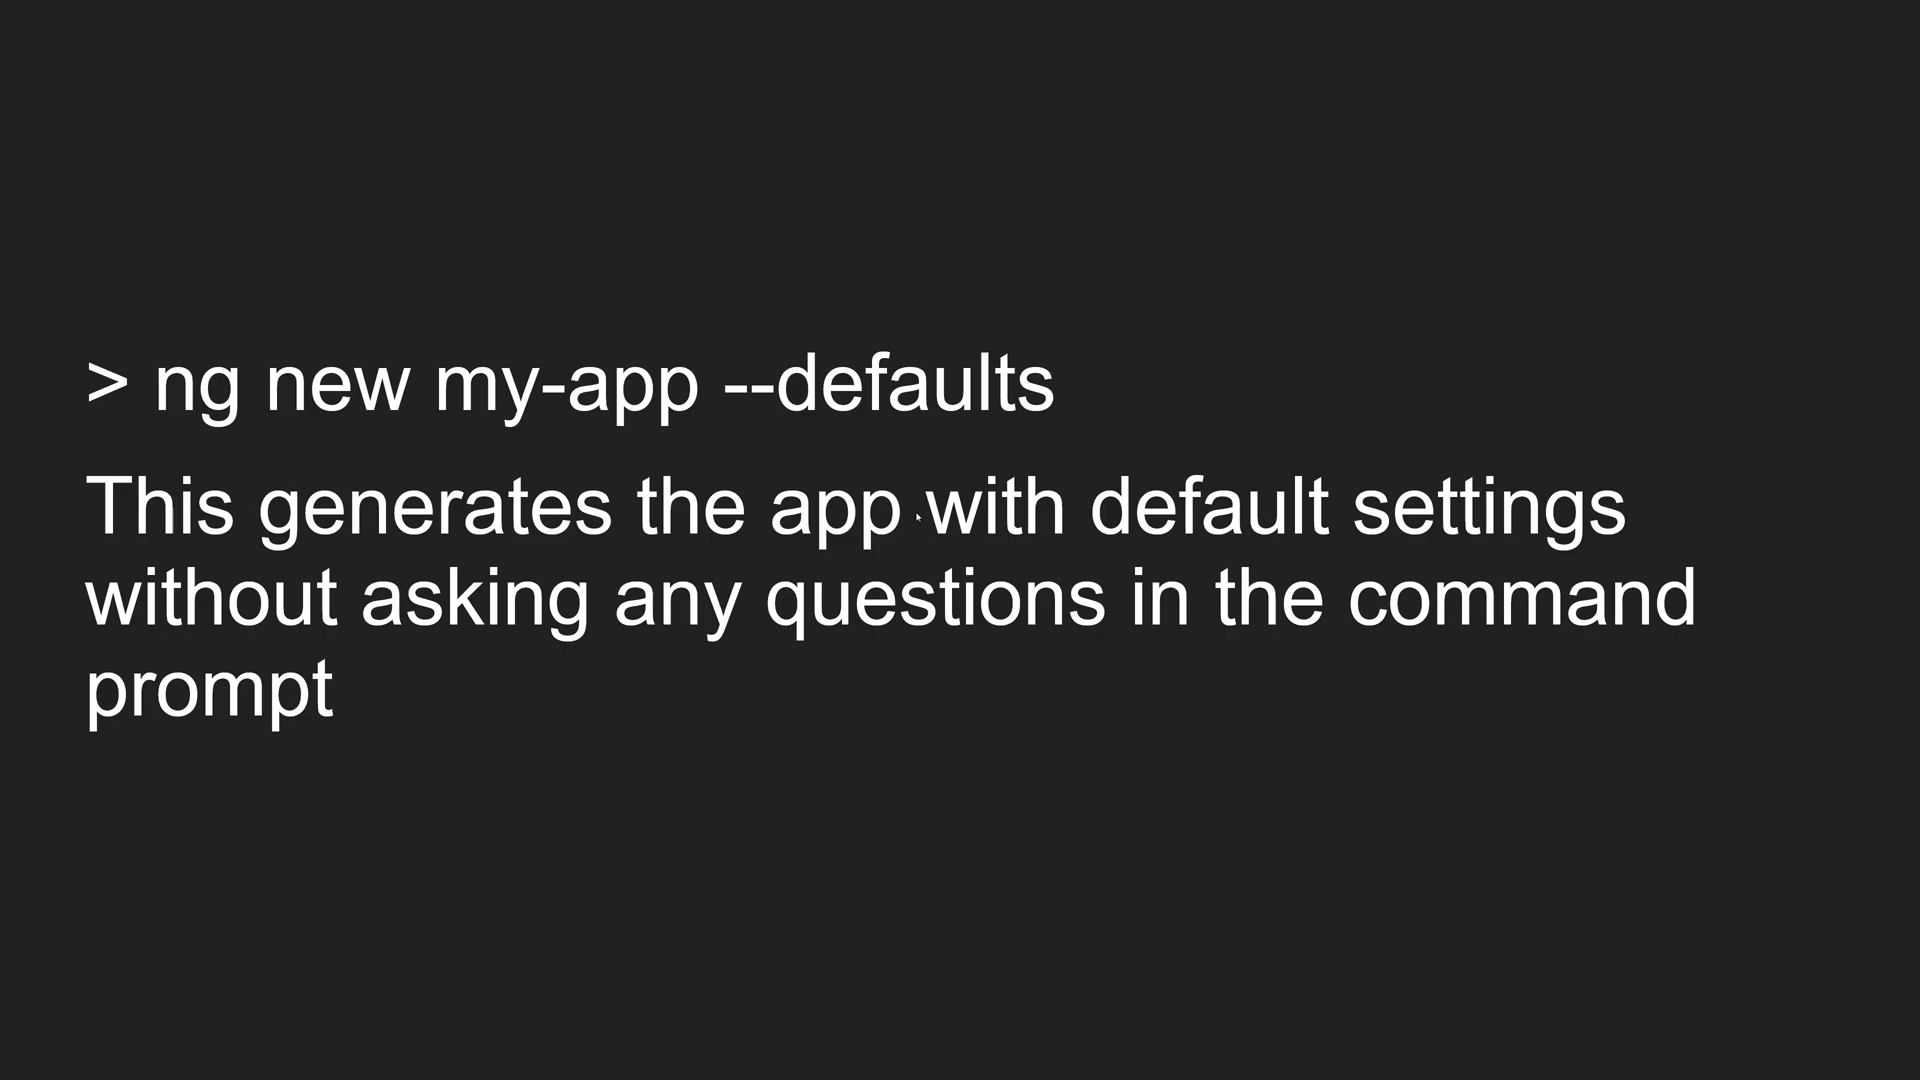 > ng new my-app --defaults
This generates the app with default settings
without asking any questions in the command
prompt